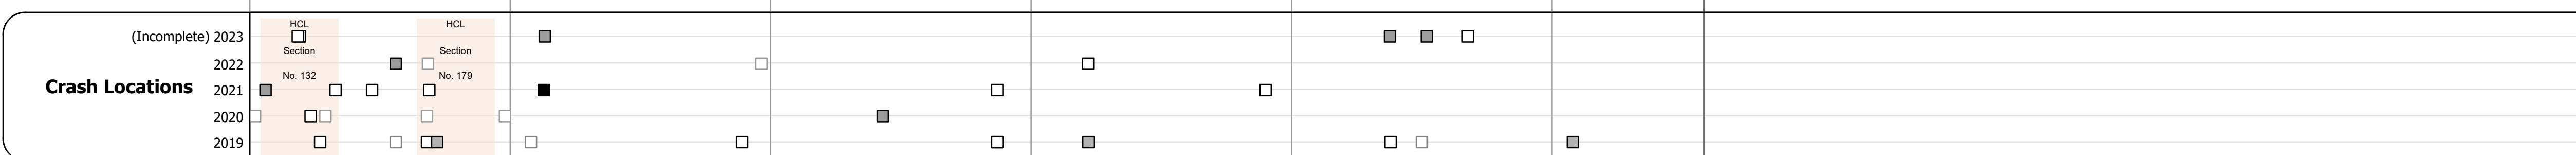 HCL HCL
(Incomplete) 2023
Section Section
2022
No. 132 No. 179
Crash Locations
2021
2020
2019